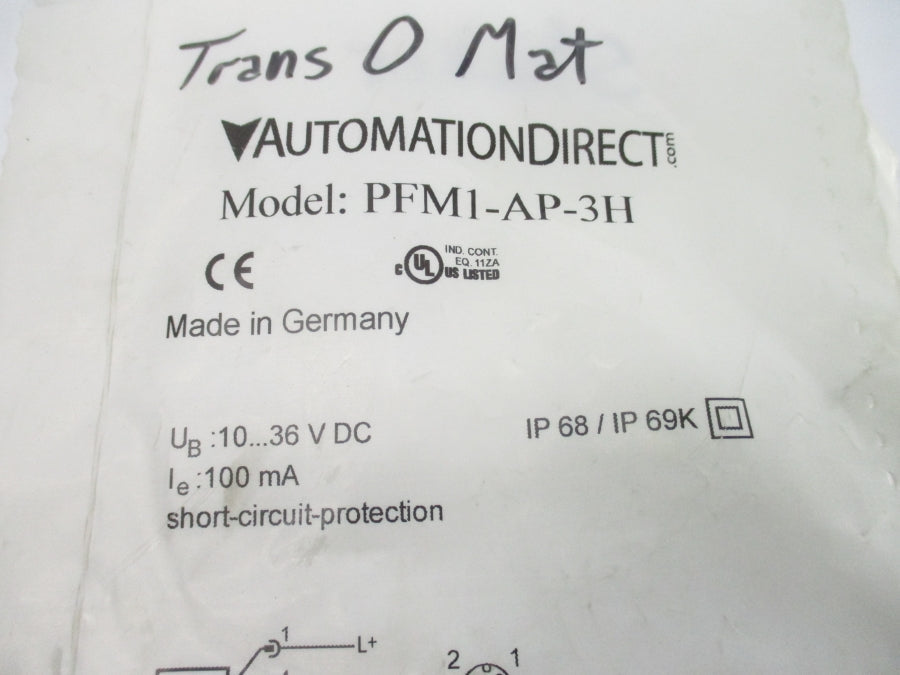 Trans O Mat
AUTOMATIONDIRECT.com
Model: PFM1-AP-3H
CE
c UL US LISTED
IND. CONT.
EQ. 11ZA
Made in Germany
UB :10...36 V DC
IP 68 / IP 69K
Ie :100 mA
short-circuit-protection
1
L+
2 1